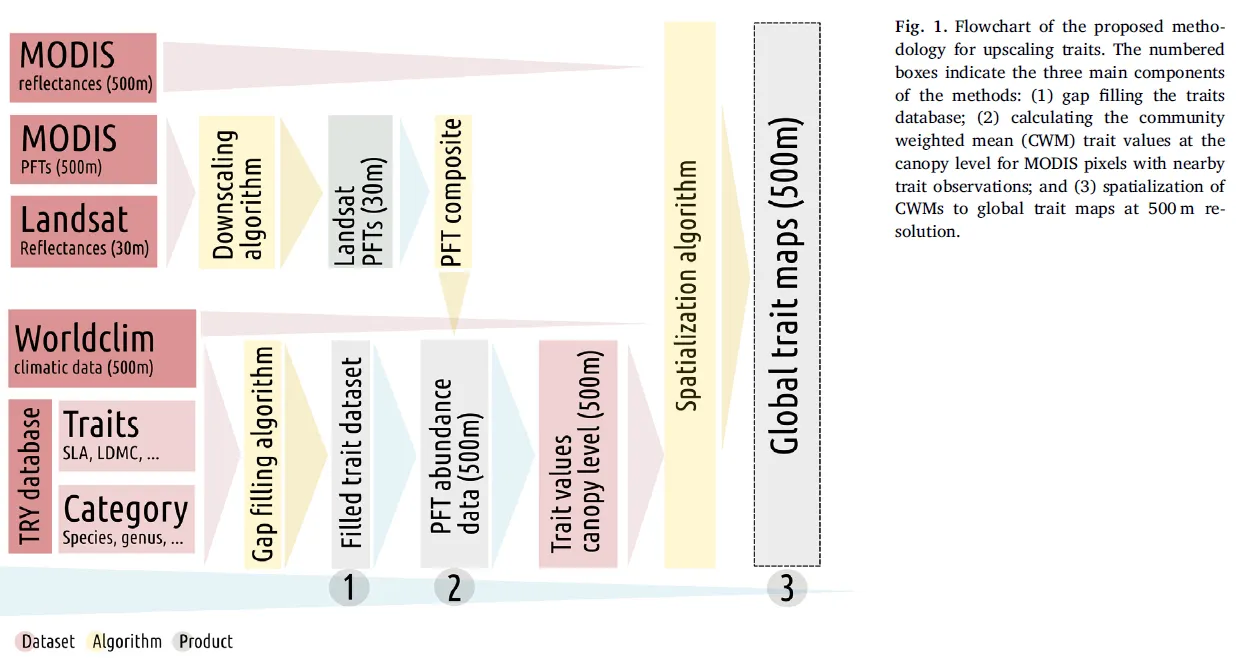 MODIS
reflectances (500m)
MODIS
PFTs (500m)
Landsat
Reflectances (30m)
Downscaling
algorithm
Landsat
PFTs (30m)
PFT composite
Worldclim
climatic data (500m)
TRY database
Traits
SLA, LDMC, ...
Category
Species, genus, ...
Gap filling algorithm
Filled trait dataset
PFT abundance
data (500m)
Trait values
canopy level (500m)
Spatialization algorithm
Global trait maps (500m)
1
2
3
Dataset Algorithm Product
Fig. 1. Flowchart of the proposed metho-
dology for upscaling traits. The numbered
boxes indicate the three main components
of the methods: (1) gap filling the traits
database; (2) calculating the community
weighted mean (CWM) trait values at the
canopy level for MODIS pixels with nearby
trait observations; and (3) spatialization of
CWMs to global trait maps at 500 m re-
solution.